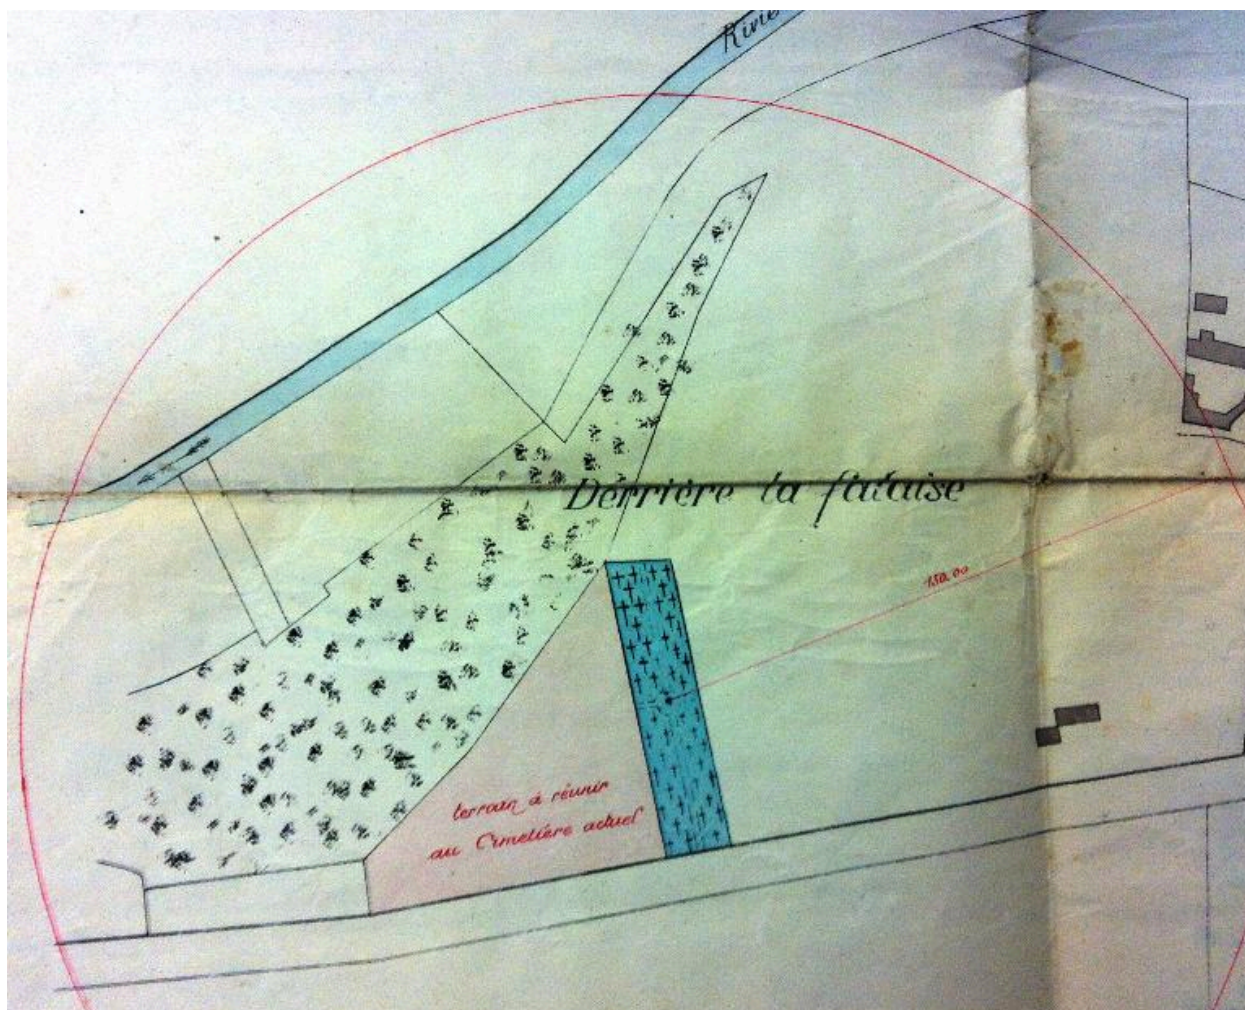 Derrière la falaise
150.00
terrain à réunir
au Cimetière actuel